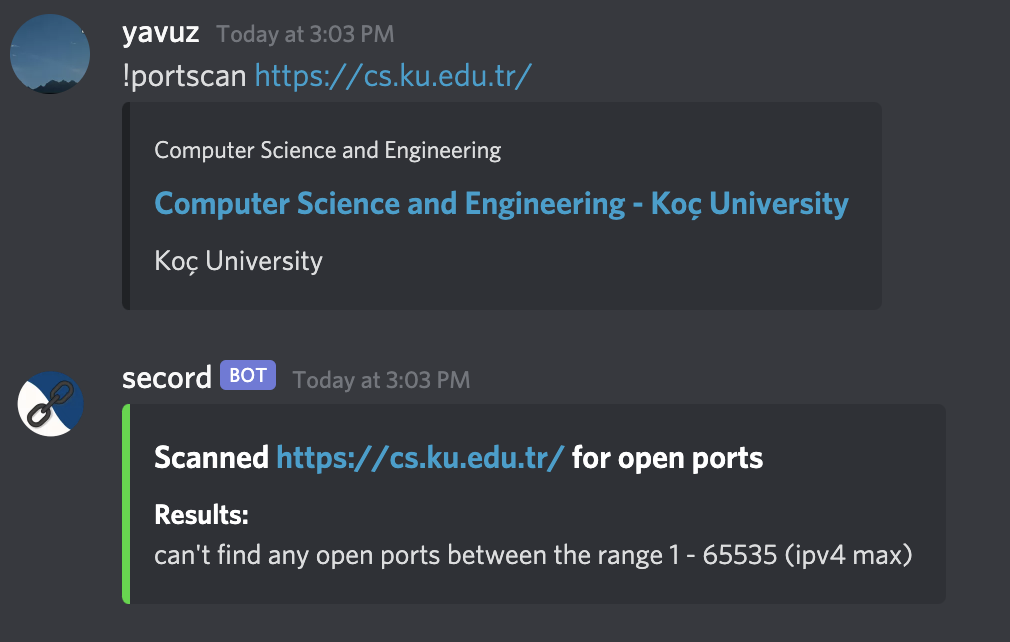 yavuz Today at 3:03 PM
!portscan https://cs.ku.edu.tr/
Computer Science and Engineering
Computer Science and Engineering - Koç University
Koç University
secord BOT Today at 3:03 PM
Scanned https://cs.ku.edu.tr/ for open ports
Results:
can't find any open ports between the range 1 - 65535 (ipv4 max)